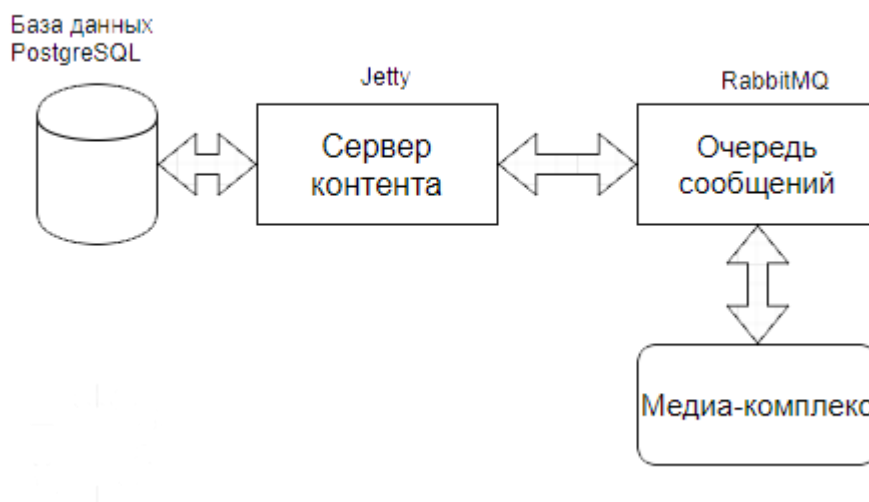 База данных
PostgreSQL
Jetty
RabbitMQ
Сервер
контента
Очередь
сообщений
Медиа-комплекс